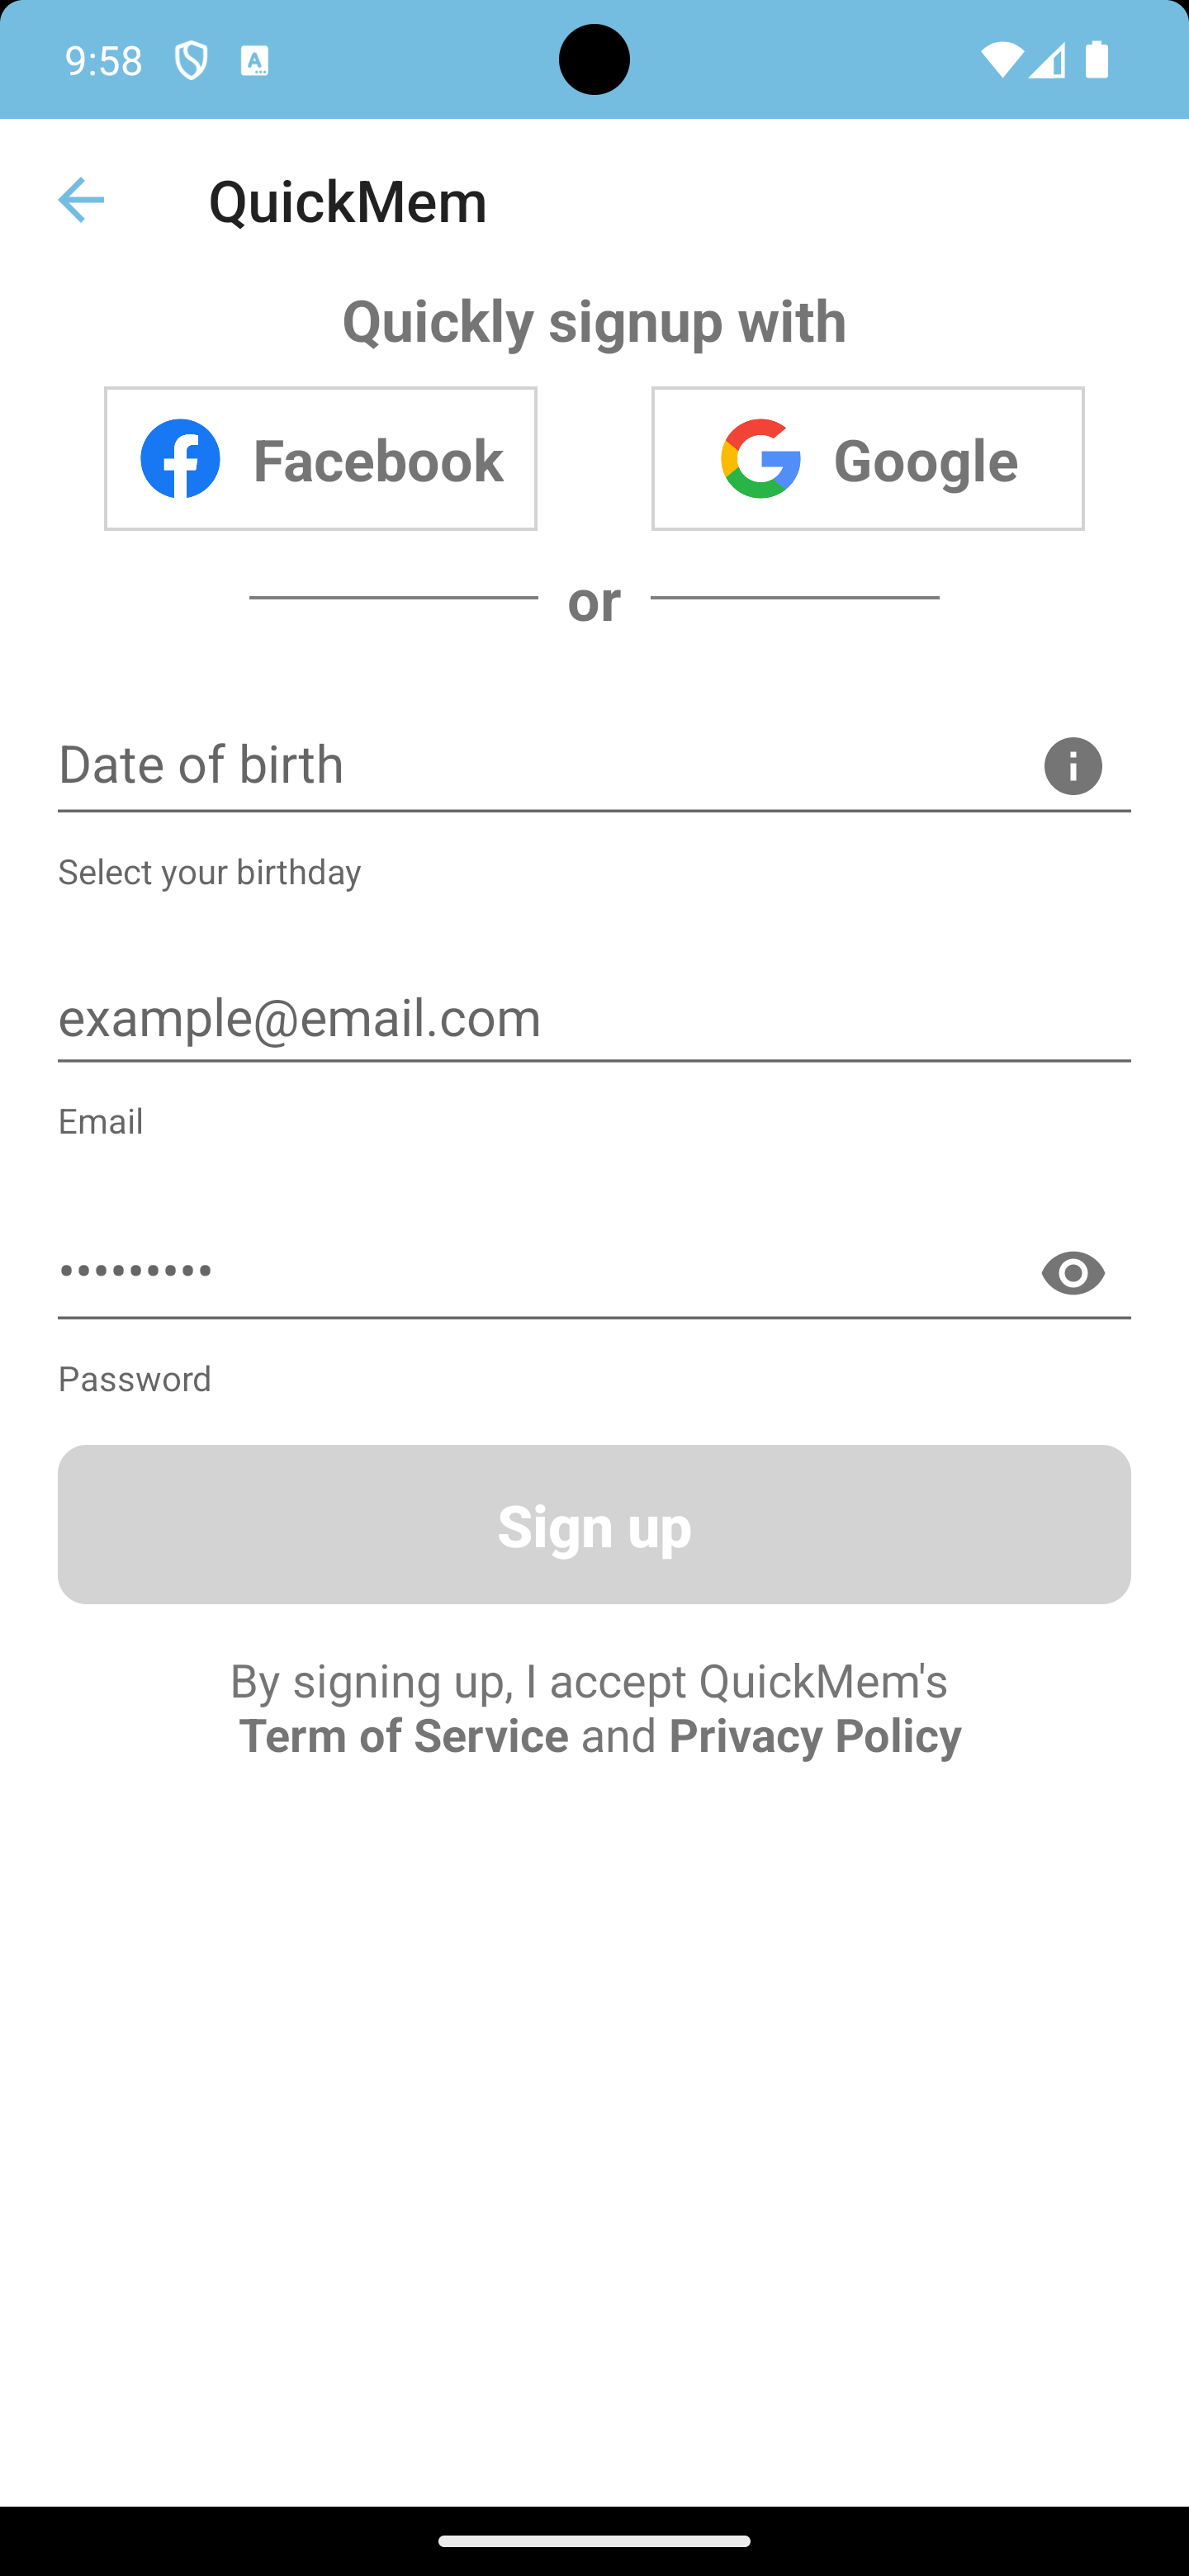 9:58
QuickMem
Quickly signup with
Facebook
Google
or
Date of birth
Select your birthday
example@email.com
Email
•••••••••
Password
Sign up
By signing up, I accept QuickMem's
Term of Service and Privacy Policy